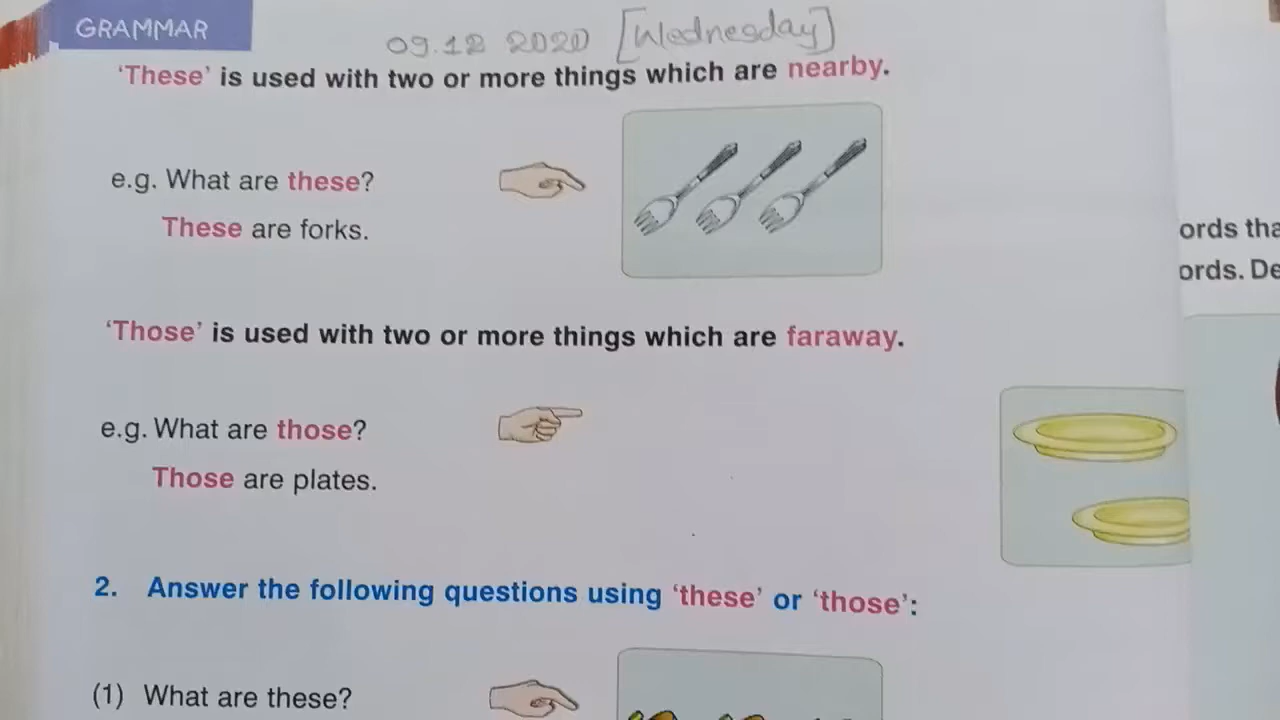 GRAMMAR
09.12 2020 [Wednesday]
'These' is used with two or more things which are nearby.
e.g. What are these?
These are forks.
ords tha
ords. De
'Those' is used with two or more things which are faraway.
e.g. What are those?
Those are plates.
2. Answer the following questions using 'these' or 'those':
(1) What are these?